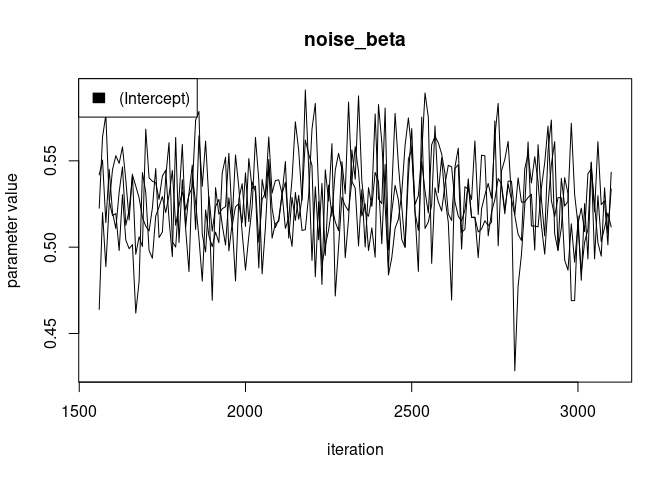 noise_beta
(Intercept)
parameter value
0.55
0.50
0.45
1500 2000 2500 3000
iteration